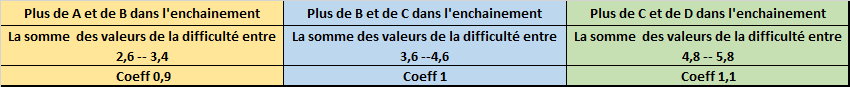 Plus de A et de B dans l'enchainement
Plus de B et de C dans l'enchainement
Plus de C et de D dans l'enchainement
La somme des valeurs de la difficulté entre
2,6 -- 3,4
La somme des valeurs de la difficulté entre
3,6 --4,6
La somme des valeurs de la difficulté entre
4,8 -- 5,8
Coeff 0,9
Coeff 1
Coeff 1,1